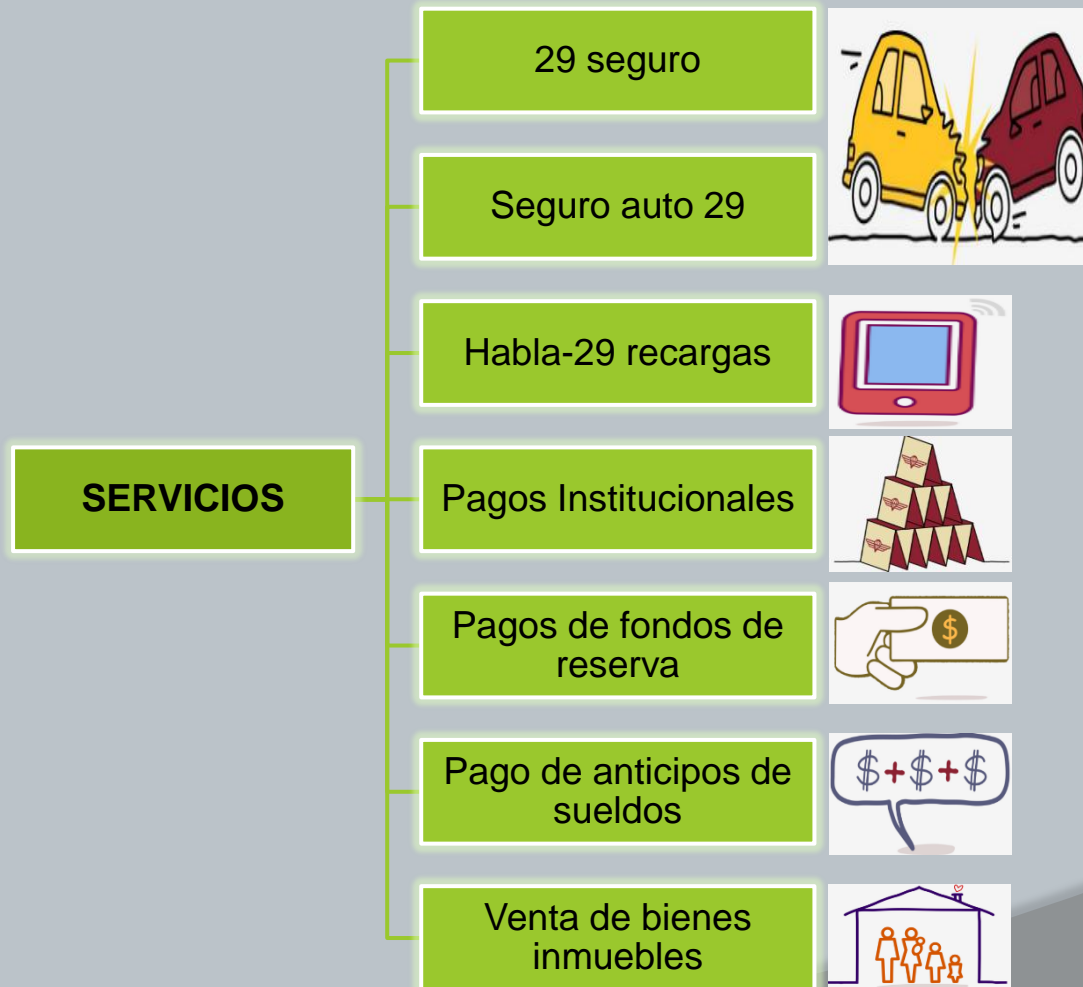 29 seguro
Seguro auto 29
Habla-29 recargas
SERVICIOS
Pagos Institucionales
Pagos de fondos de
reserva
Pago de anticipos de
sueldos
Venta de bienes
inmuebles
$
$+$+$